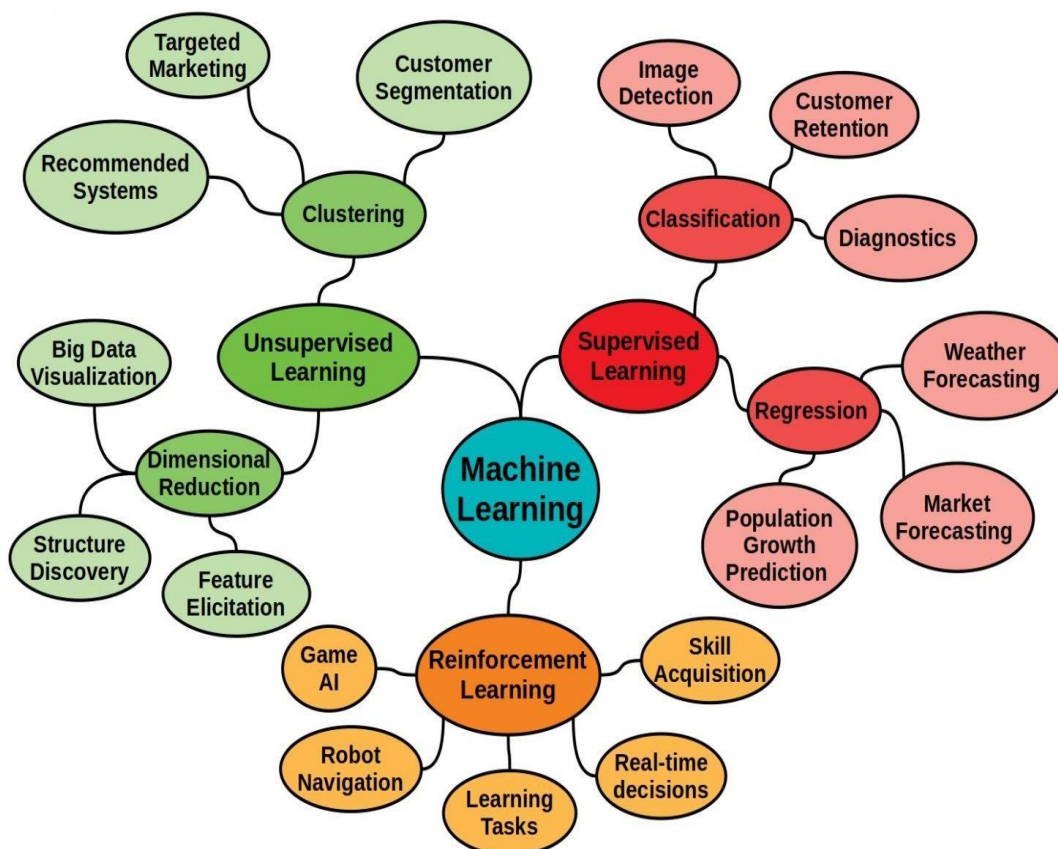 Targeted
Marketing
Customer
Segmentation
Recommended
Systems
Clustering
Image
Detection
Customer
Retention
Classification
Diagnostics
Unsupervised
Learning
Big Data
Visualization
Dimensional
Reduction
Structure
Discovery
Feature
Elicitation
Supervised
Learning
Weather
Forecasting
Regression
Population
Growth
Prediction
Market
Forecasting
Machine
Learning
Reinforcement
Learning
Game
AI
Skill
Acquisition
Robot
Navigation
Learning
Tasks
Real-time
decisions